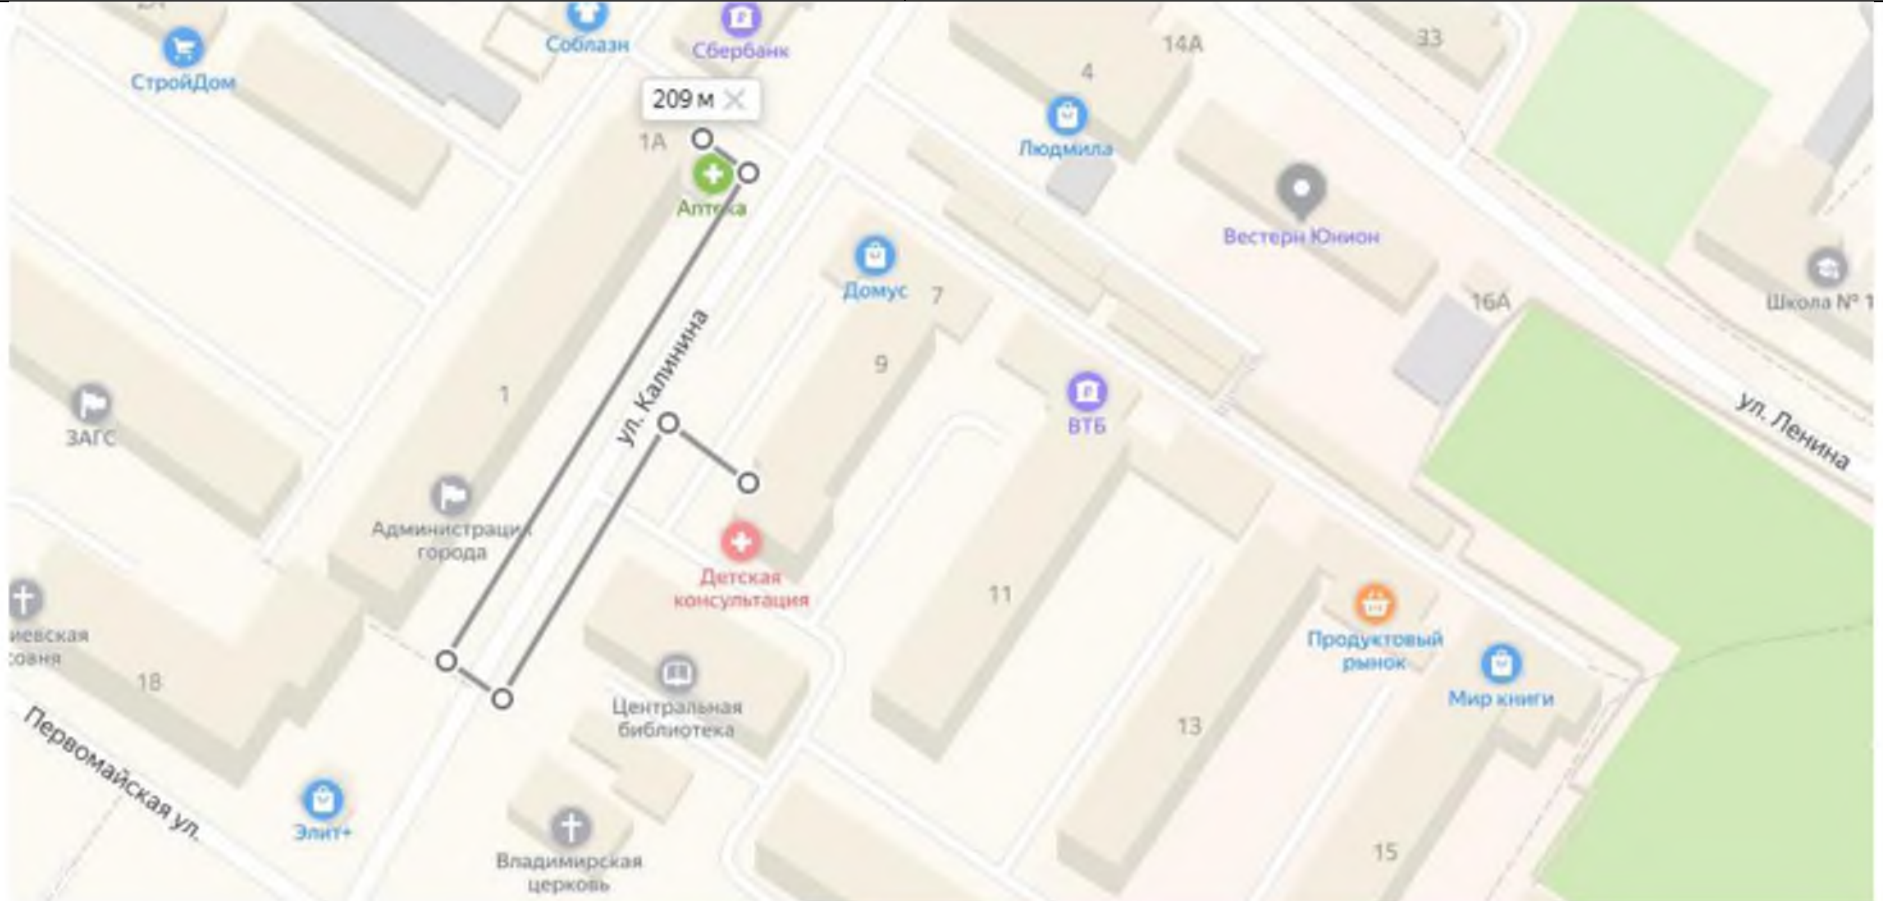 Соблазн
Сбербанк
СтройДом
14А
33
4
209 м
1А
Людмила
Аптека
Вестерн Юнион
Домус
7
16А
Школа № 1
ул. Калинина
9
1
ВТБ
ул. Ленина
ЗАГС
Администрация
города
Детская
консультация
11
Продуктовый
рынок
иевская
совня
18
Мир книги
Центральная
библиотека
13
Первомайская ул.
Элит+
Владимирская
церковь
15